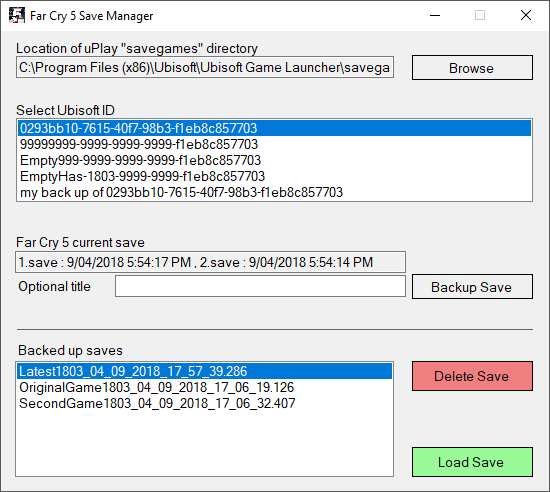 Far Cry 5 Save Manager
Location of uPlay "savegames" directory
C:\Program Files (x86)\Ubisoft\Ubisoft Game Launcher\savega
Browse
Select Ubisoft ID
0293bb10-7615-40f7-98b3-f1eb8c857703
99999999-9999-9999-9999-f1eb8c857703
Empty999-9999-9999-9999-f1eb8c857703
EmptyHas-1803-9999-9999-f1eb8c857703
my back up of 0293bb10-7615-40f7-98b3-f1eb8c857703
Far Cry 5 current save
1.save : 9/04/2018 5:54:17 PM , 2.save : 9/04/2018 5:54:14 PM
Optional title
Backup Save
Backed up saves
Latest1803_04_09_2018_17_57_39.286
OriginalGame1803_04_09_2018_17_06_19.126
SecondGame1803_04_09_2018_17_06_32.407
Delete Save
Load Save